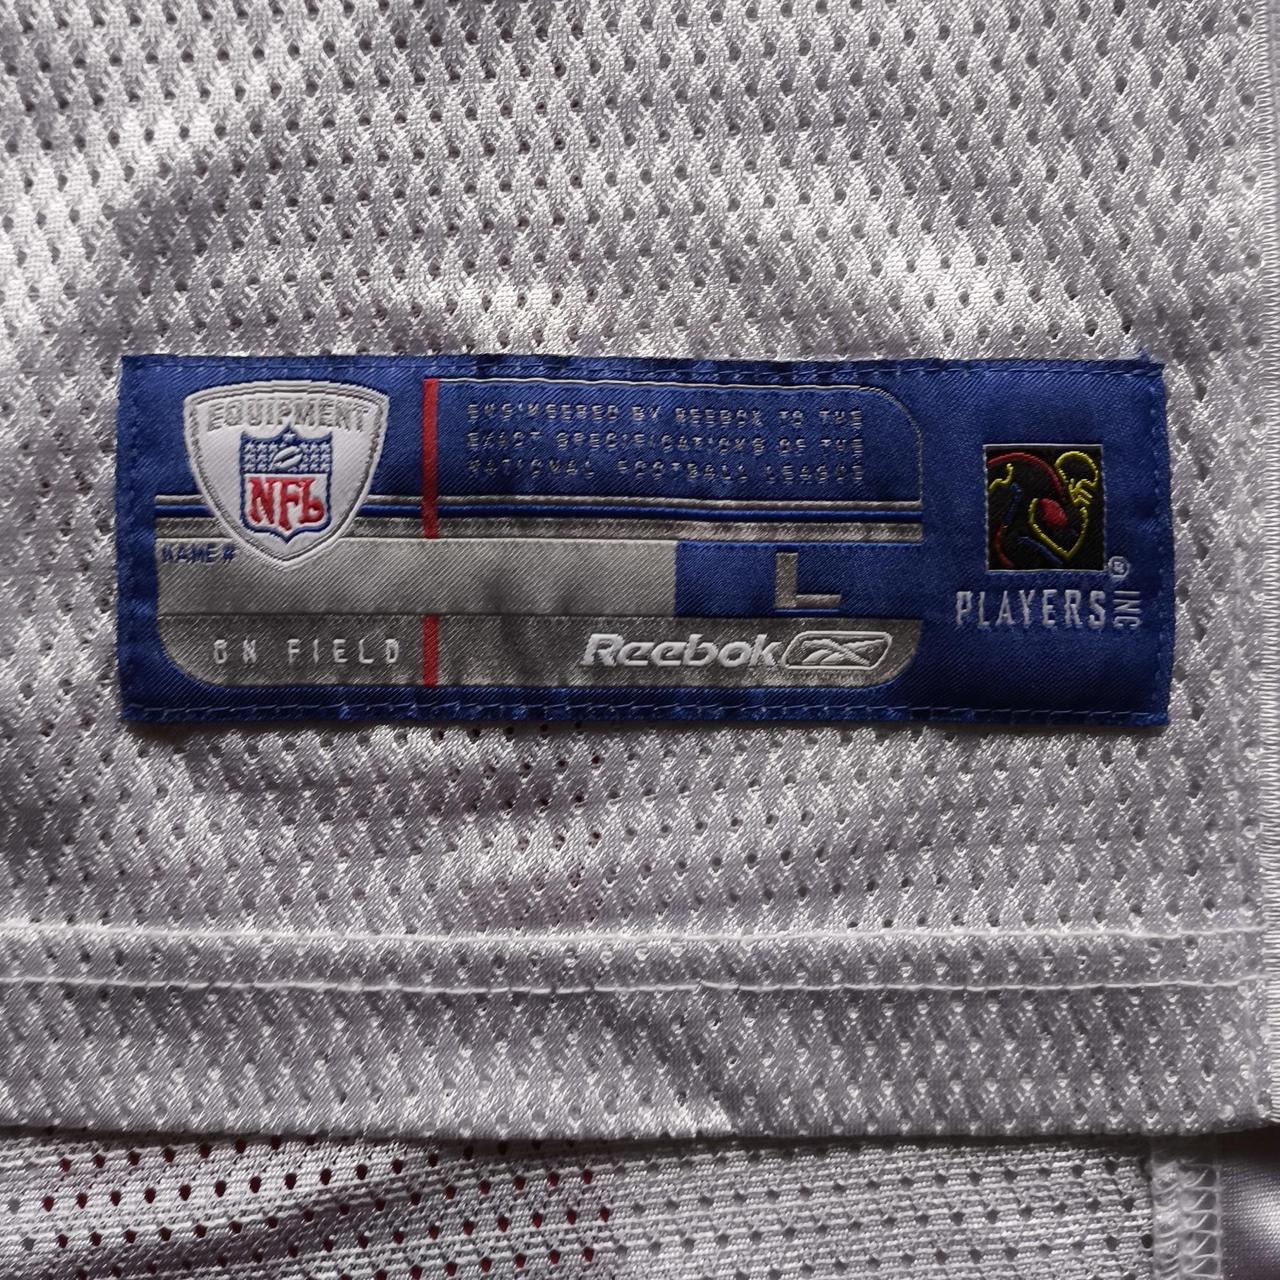 EQUIPMENT
NFL
ENGINEERED BY REEBOK TO THE
EXACT SPECIFICATIONS OF THE
NATIONAL FOOTBALL LEAGUE
NAME #
L
ON FIELD
Reebok
PLAYERS INC ®